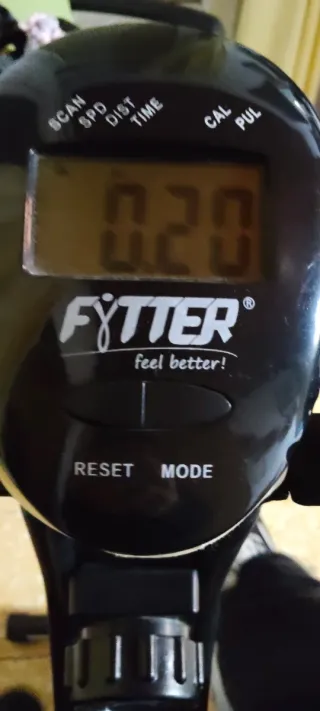 SCAN SPD DIST TIME CAL PUL
0.20
FYTTER®
feel better!
RESET MODE